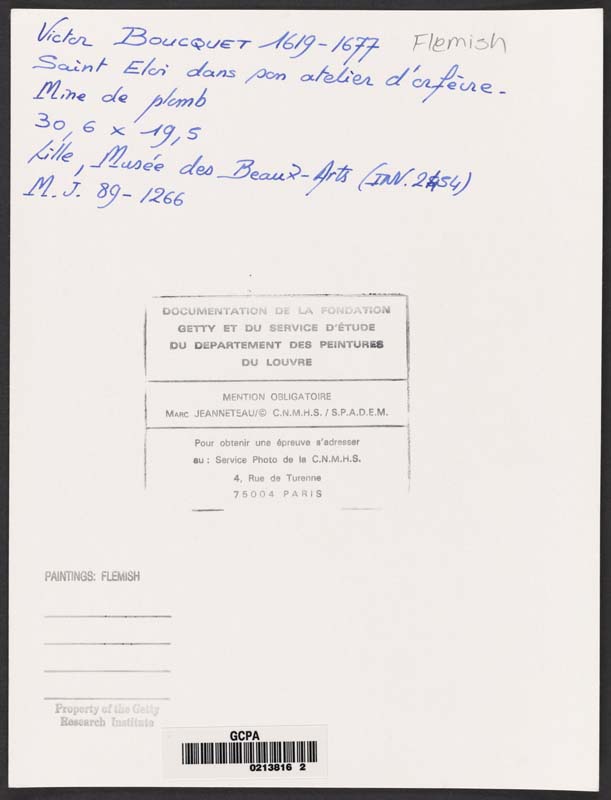 Victor BOUCQUET 1619-1677 Flemish
Saint Eloi dans son atelier d'orfèvre.
Mine de plomb
30,6 x 19,5
Lille, Musée des Beaux-Arts (INV. 2454)
M.J. 89-1266
DOCUMENTATION DE LA FONDATION
GETTY ET DU SERVICE D'ÉTUDE
DU DEPARTEMENT DES PEINTURES
DU LOUVRE
MENTION OBLIGATOIRE
MARC JEANNETEAU/© C.N.M.H.S. / S.P.A.D.E.M.
Pour obtenir une épreuve s'adresser
au : Service Photo de la C.N.M.H.S.
4, Rue de Turenne
75004 PARIS
PAINTINGS: FLEMISH
Property of the Getty
Research Institute
GCPA
0213816 2